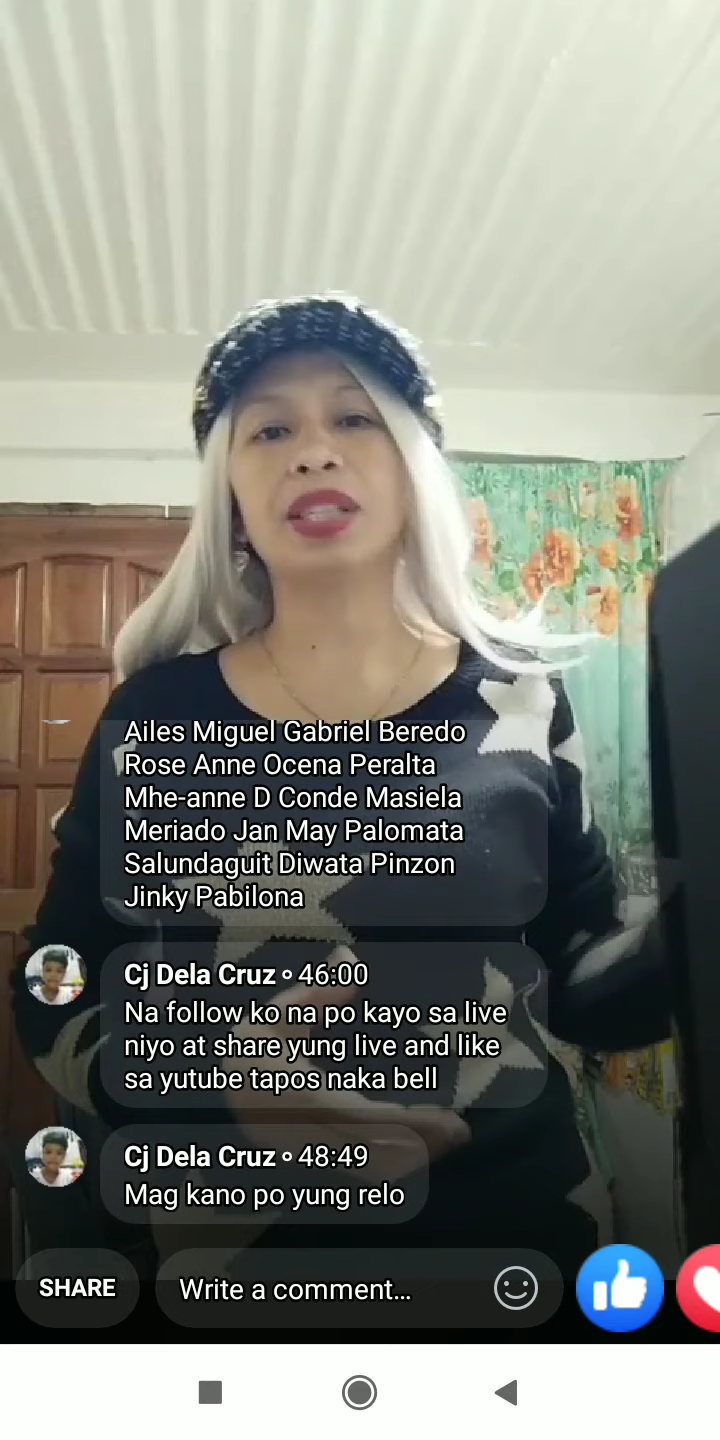 Ailes Miguel Gabriel Beredo
Rose Anne Ocena Peralta
Mhe-anne D Conde Masiela
Meriado Jan May Palomata
Salundaguit Diwata Pinzon
Jinky Pabilona
Cj Dela Cruz • 46:00
Na follow ko na po kayo sa live
niyo at share yung live and like
sa yutube tapos naka bell
Cj Dela Cruz • 48:49
Mag kano po yung relo
SHARE
Write a comment...